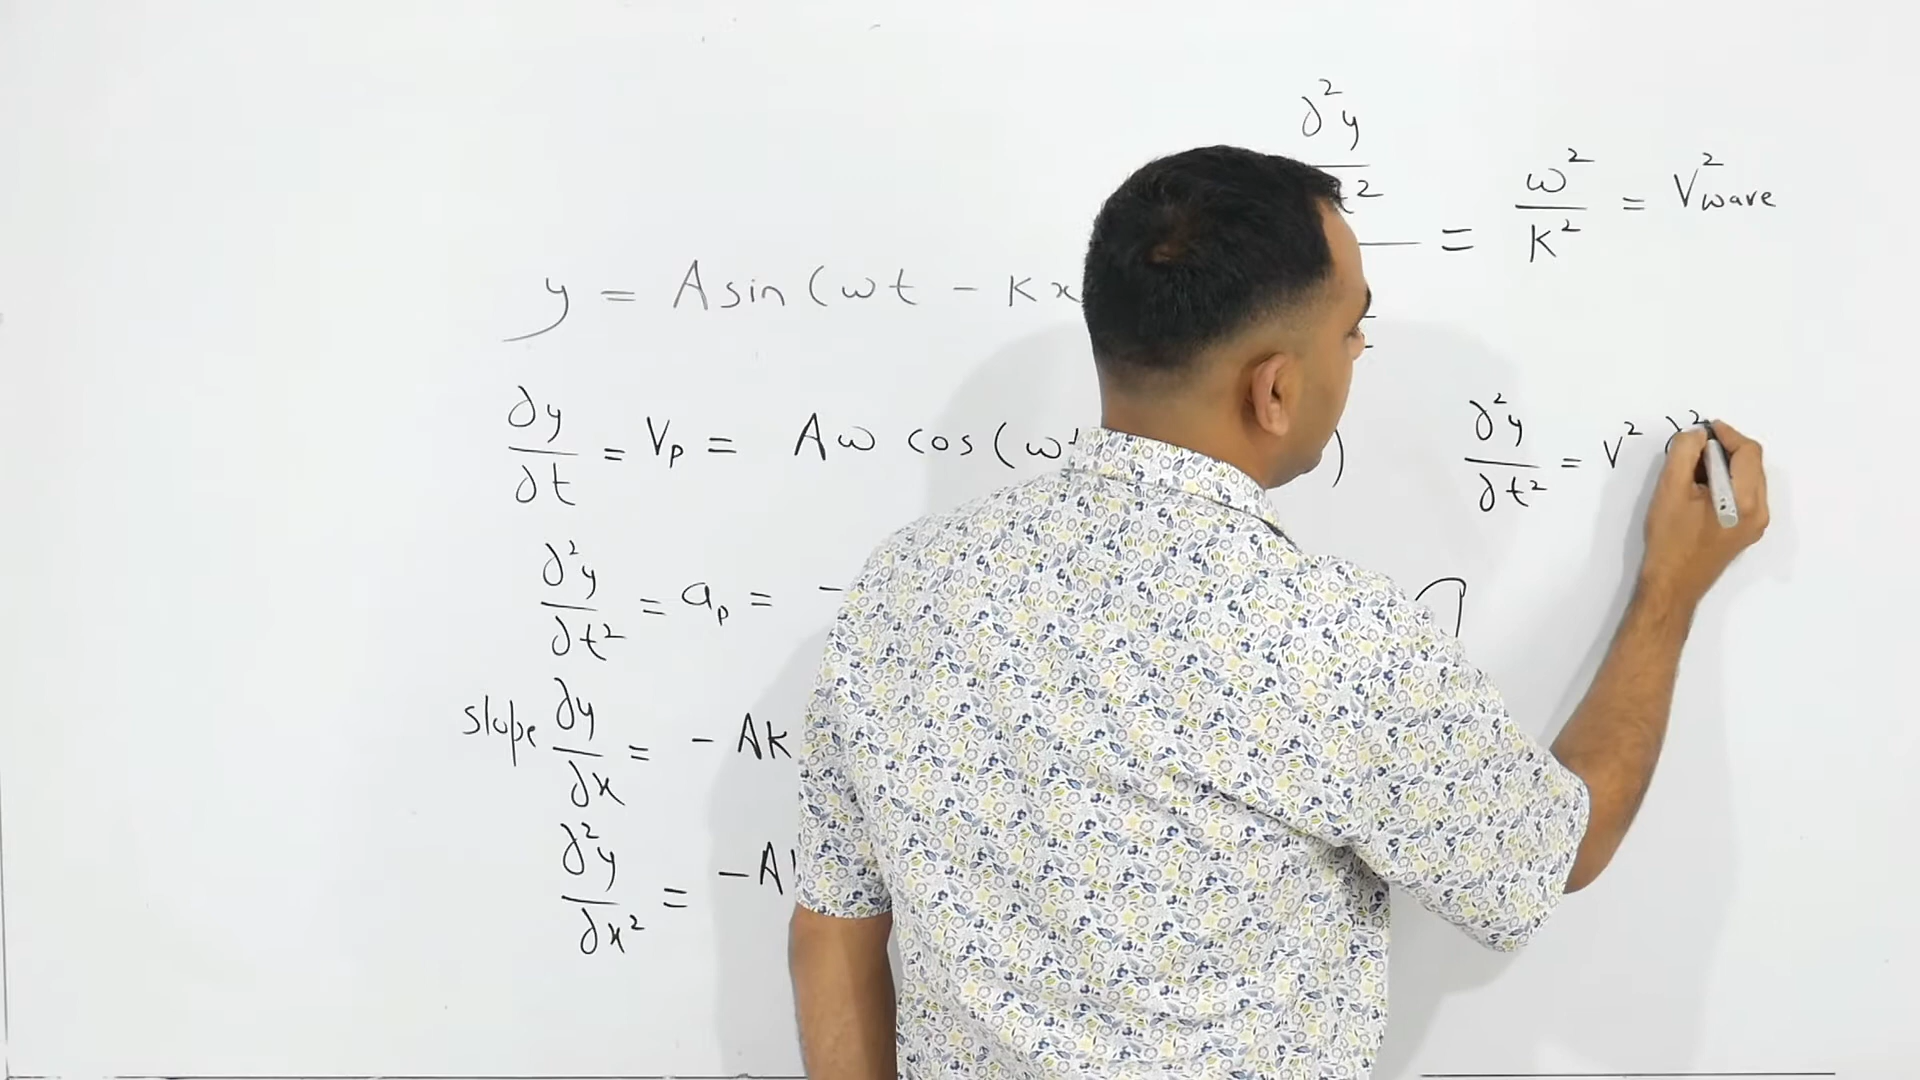 y = A sin (ωt - Kx
∂y/∂t = Vₚ = Aω cos(ωt )
∂²y/∂t² = aₚ = -
slope ∂y/∂x = - AK
∂²y/∂x² = -A
∂²y / t² = ω²/K² = V²wave
∂²y/∂t² = V² ∂²